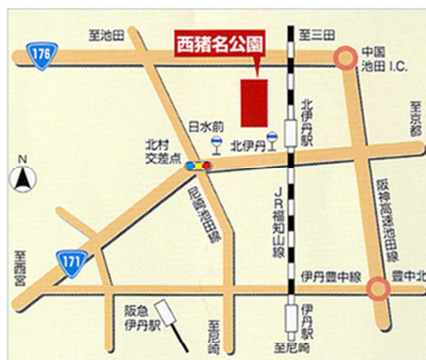 至池田
至三田
176
西猪名公園
中国
池田 I.C.
日水前
北伊丹
北伊丹駅
至京都
北村
交差点
N
尼崎池田線
JR福知山線
阪神高速池田線
至西宮
171
伊丹豊中線
豊中北
阪急
伊丹駅
至尼崎
伊丹駅
至尼崎